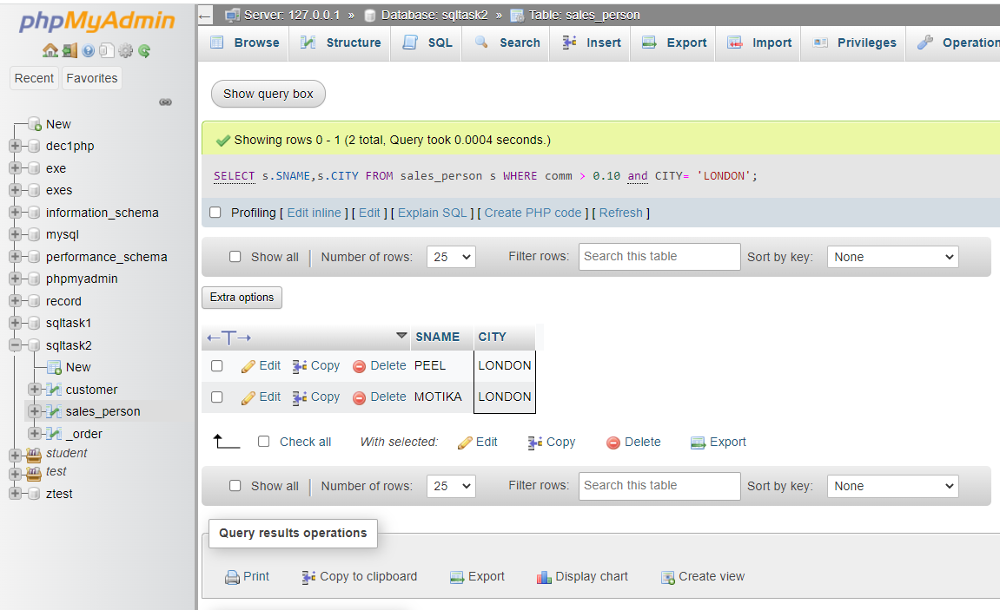 phpMyAdmin
Recent Favorites
New
dec1php
exe
exes
information_schema
mysql
performance_schema
phpmyadmin
record
sqltask1
sqltask2
New
customer
sales_person
_order
student
test
ztest
Server: 127.0.0.1 » Database: sqltask2 » Table: sales_person
Browse Structure SQL Search Insert Export Import Privileges Operation
Show query box
Showing rows 0 - 1 (2 total, Query took 0.0004 seconds.)
SELECT s.SNAME,s.CITY FROM sales_person s WHERE comm > 0.10 and CITY= 'LONDON';
Profiling [ Edit inline ] [ Edit ] [ Explain SQL ] [ Create PHP code ] [ Refresh ]
Show all Number of rows: 25 Filter rows: Search this table Sort by key: None
Extra options
←T→ SNAME CITY
Edit Copy Delete PEEL LONDON
Edit Copy Delete MOTIKA LONDON
Check all With selected: Edit Copy Delete Export
Show all Number of rows: 25 Filter rows: Search this table Sort by key: None
Query results operations
Print Copy to clipboard Export Display chart Create view